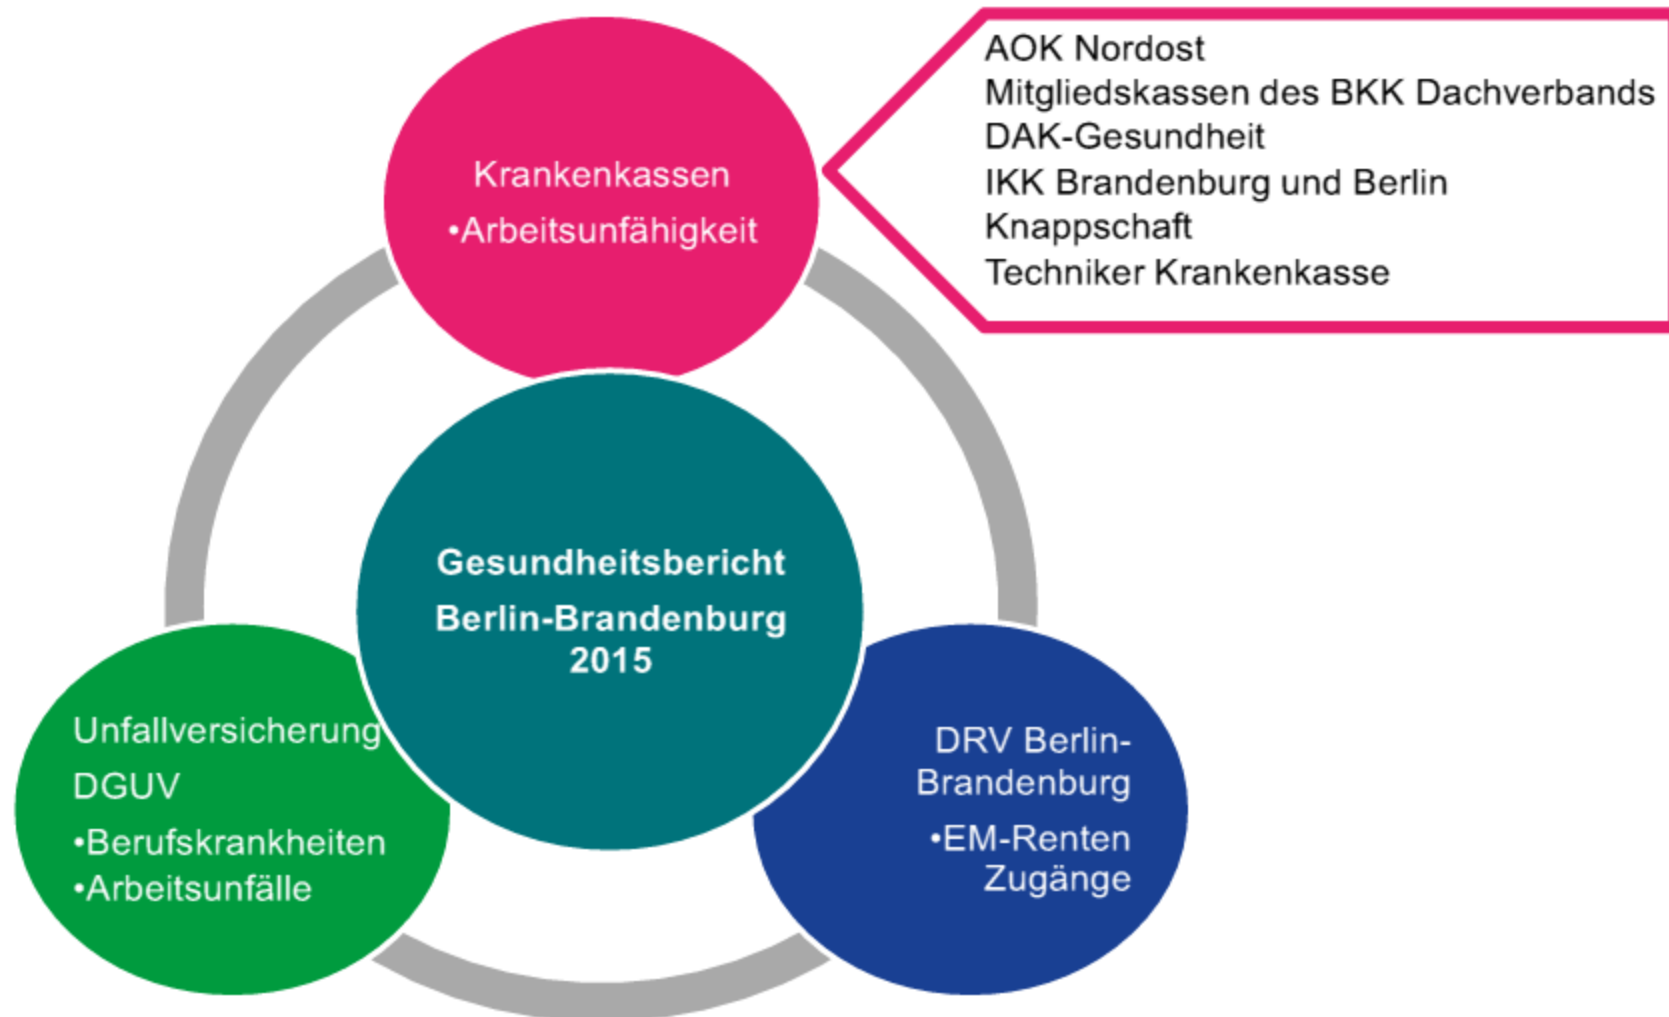 Krankenkassen
•Arbeitsunfähigkeit
AOK Nordost
Mitgliedskassen des BKK Dachverbands
DAK-Gesundheit
IKK Brandenburg und Berlin
Knappschaft
Techniker Krankenkasse
Gesundheitsbericht
Berlin-Brandenburg
2015
Unfallversicherung
DGUV
•Berufskrankheiten
•Arbeitsunfälle
DRV Berlin-
Brandenburg
•EM-Renten
Zugänge